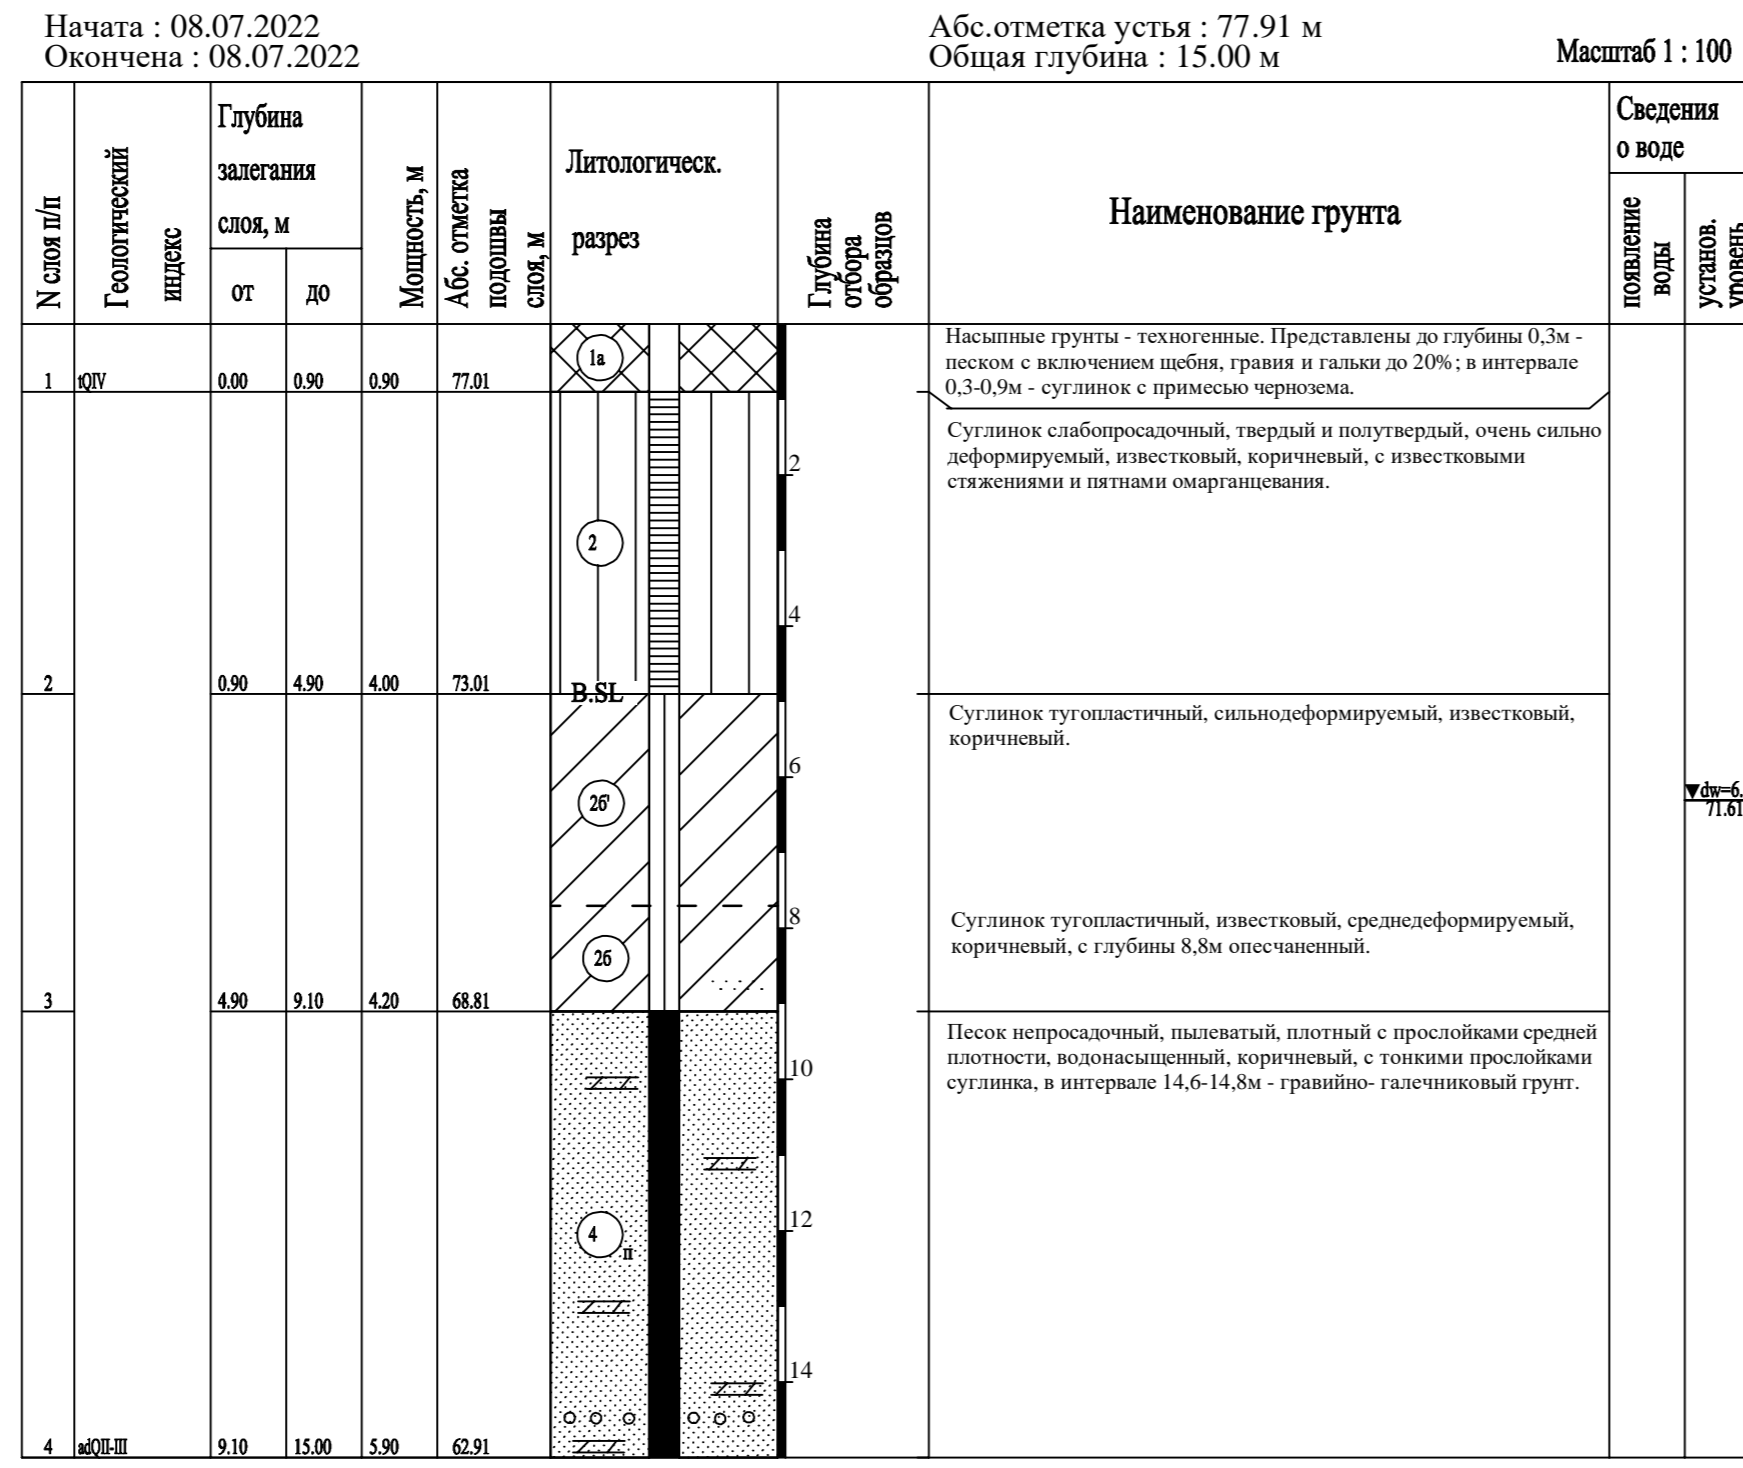 Начата : 08.07.2022
Окончена : 08.07.2022
Абс.отметка устья : 77.91 м
Общая глубина : 15.00 м
Масштаб 1 : 100
N слоя п/п
Геологический
индекс
Глубина
залегания
слоя, м
от
до
Мощность, м
Абс. отметка
подошвы
слоя, м
Литологическ.
разрез
Глубина
отбора
образцов
Наименование грунта
Сведения
о воде
появление
воды
установ.
уровень
1 tQIV 0.00 0.90 0.90 77.01
1а
Насыпные грунты - техногенные. Представлены до глубины 0,3м -
песком с включением щебня, гравия и гальки до 20%; в интервале
0,3-0,9м - суглинок с примесью чернозема.
Суглинок слабопросадочный, твердый и полутвердый, очень сильно
деформируемый, известковый, коричневый, с известковыми
стяжениями и пятнами омарганцевания.
2
2
4
2 0.90 4.90 4.00 73.01
B.SL
Суглинок тугопластичный, сильнодеформируемый, известковый,
коричневый.
6
2б'
dw=6.
71.61
8
Суглинок тугопластичный, известковый, среднедеформируемый,
коричневый, с глубины 8,8м опесчаненный.
2б
3 4.90 9.10 4.20 68.81
Песок непросадочный, пылеватый, плотный с прослойками средней
плотности, водонасыщенный, коричневый, с тонкими прослойками
суглинка, в интервале 14,6-14,8м - гравийно- галечниковый грунт.
10
12
4
П
14
4 adQII-III 9.10 15.00 5.90 62.91